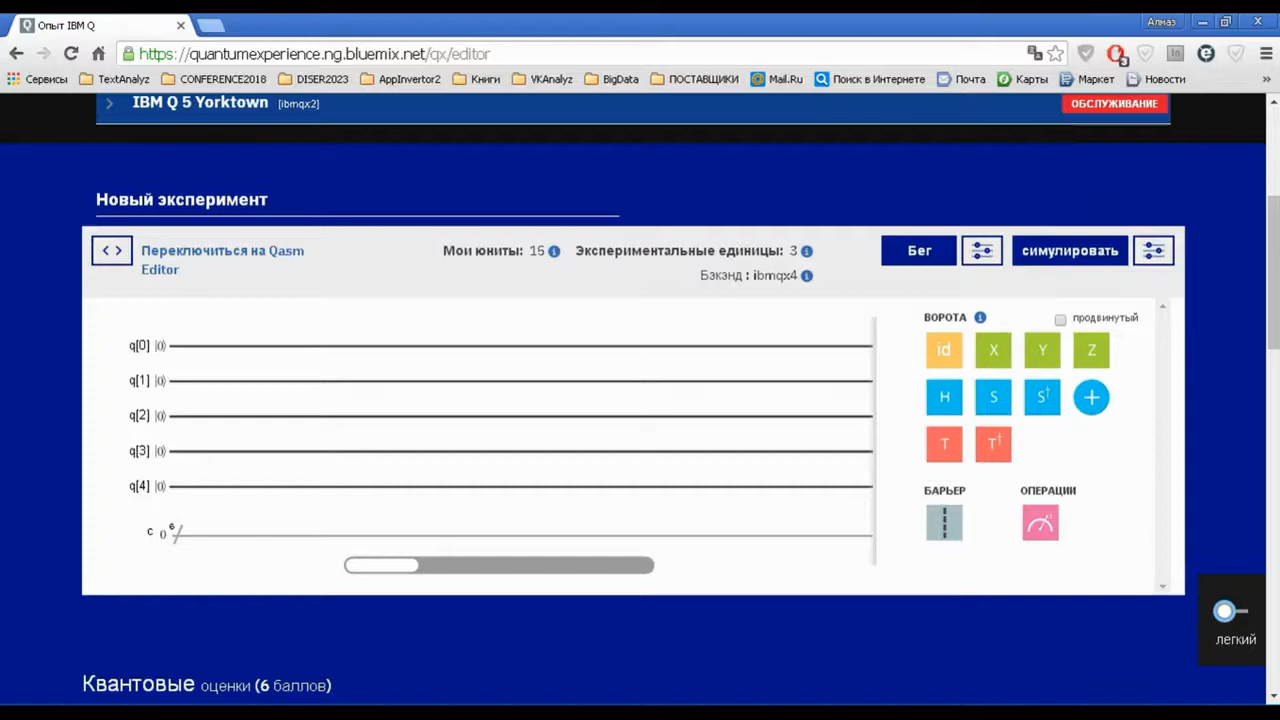 Опыт IBM Q
Алмаз
https://quantumexperience.ng.bluemix.net/qx/editor
Сервисы TextAnalyz CONFERENCE2018 DISER2023 AppInvertor2 Книги VKAnalyz BigData ПОСТАВЩИКИ Mail.Ru Поиск в Интернете Почта Карты Маркет Новости »
IBM Q 5 Yorktown [ibmqx2]
ОБСЛУЖИВАНИЕ
Новый эксперимент
Переключиться на Qasm
Editor
Мои юниты: 15
Экспериментальные единицы: 3
Бэкэнд : ibmqx4
Бег
симулировать
ВОРОТА
продвинутый
q[0] |0⟩
q[1] |0⟩
q[2] |0⟩
q[3] |0⟩
q[4] |0⟩
c 0
id X Y Z
H S S† +
T T†
БАРЬЕР
ОПЕРАЦИИ
легкий
Квантовые оценки (6 баллов)